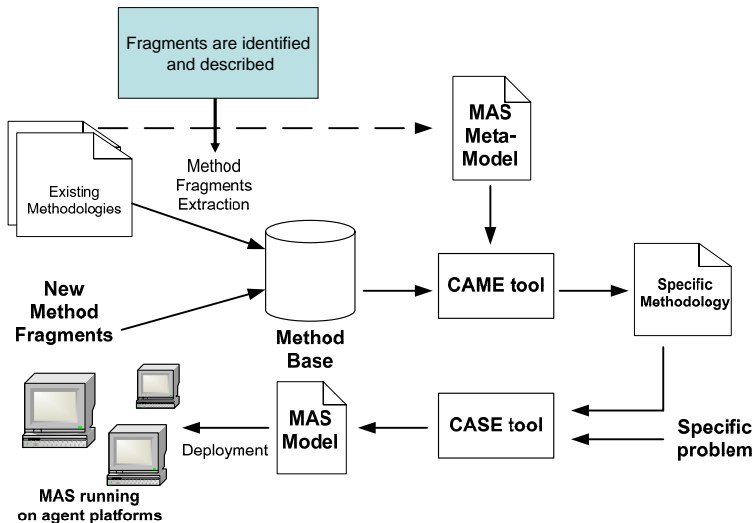 Fragments are identified
and described
MAS
Meta-
Model
Existing
Methodologies
Method
Fragments
Extraction
New
Method
Fragments
Method
Base
CAME tool
Specific
Methodology
MAS
Model
CASE tool
Specific
problem
Deployment
MAS running
on agent platforms